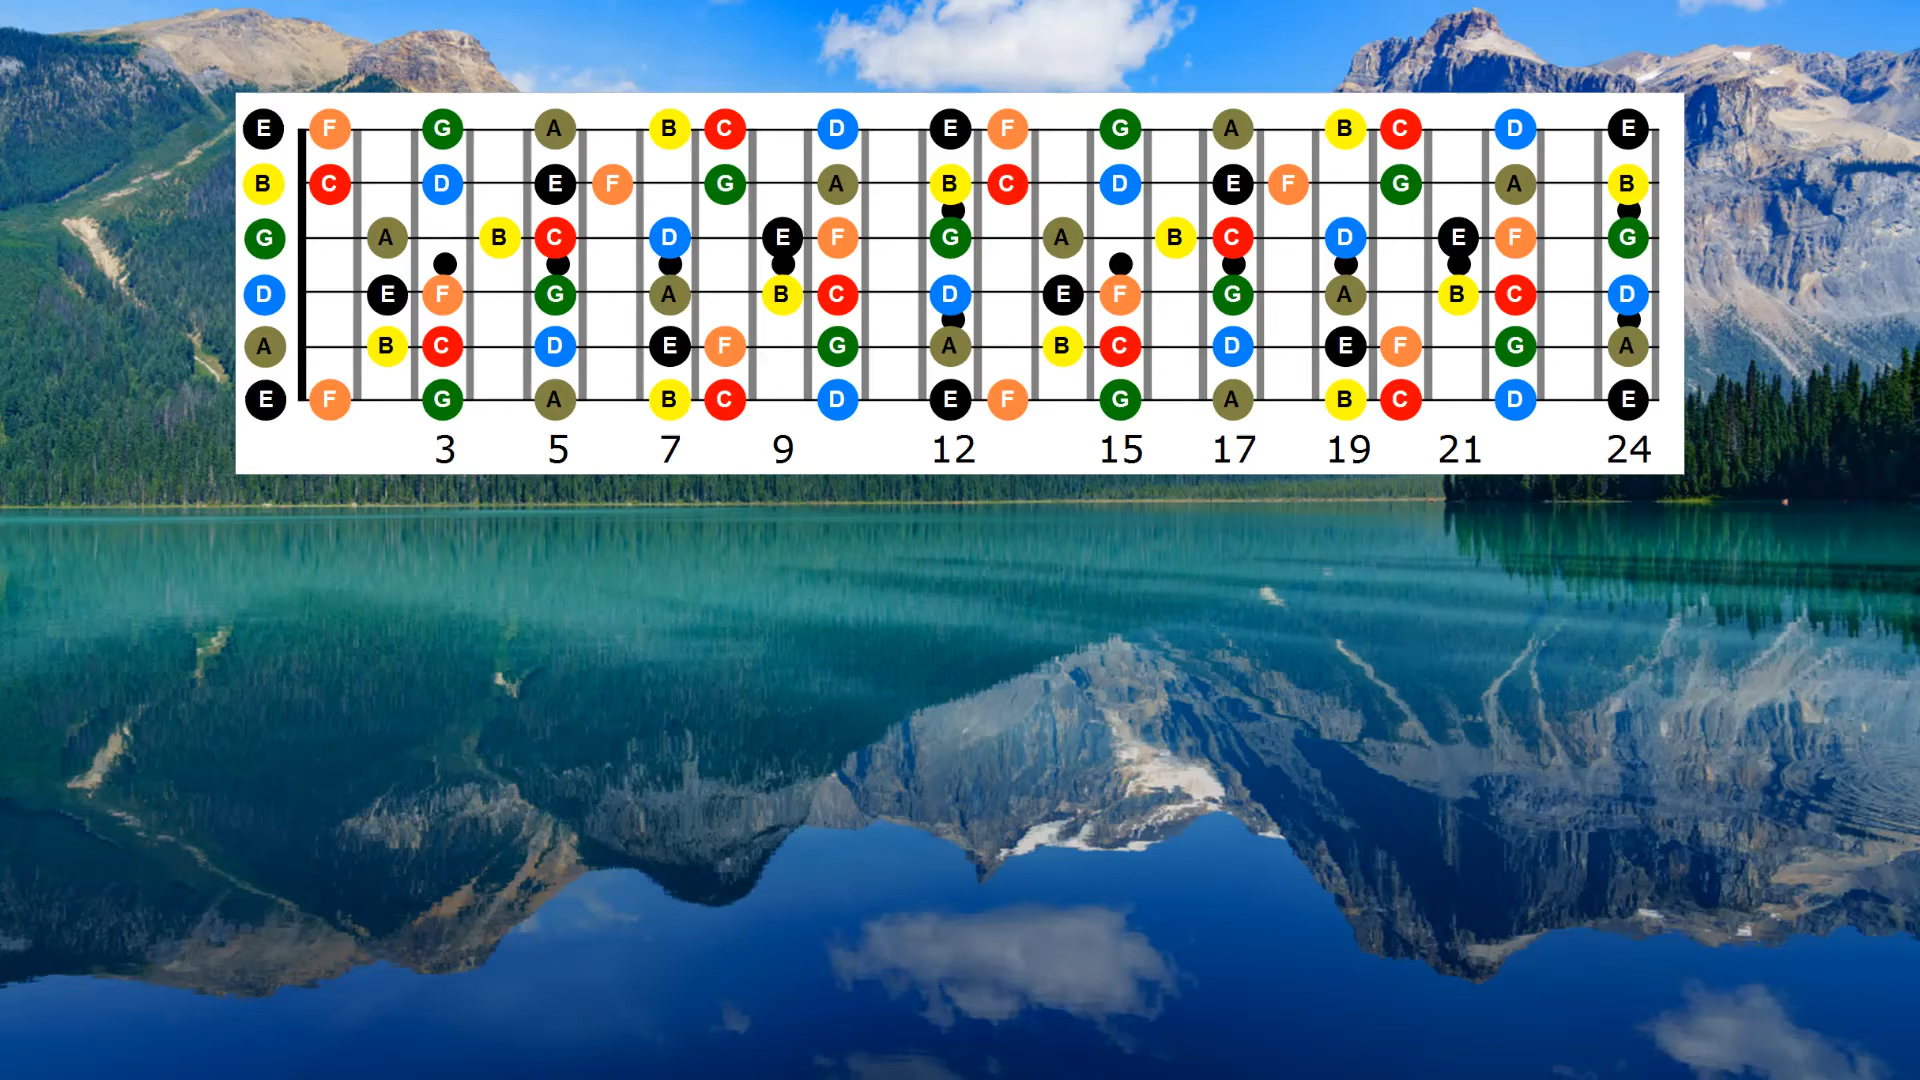 E F G A B C D E F G A B C D E
B C D E F G A B C D E F G A B
G A B C D E F G A B C D E F G
D E F G A B C D E F G A B C D
A B C D E F G A B C D E F G A
E F G A B C D E F G A B C D E
3 5 7 9 12 15 17 19 21 24